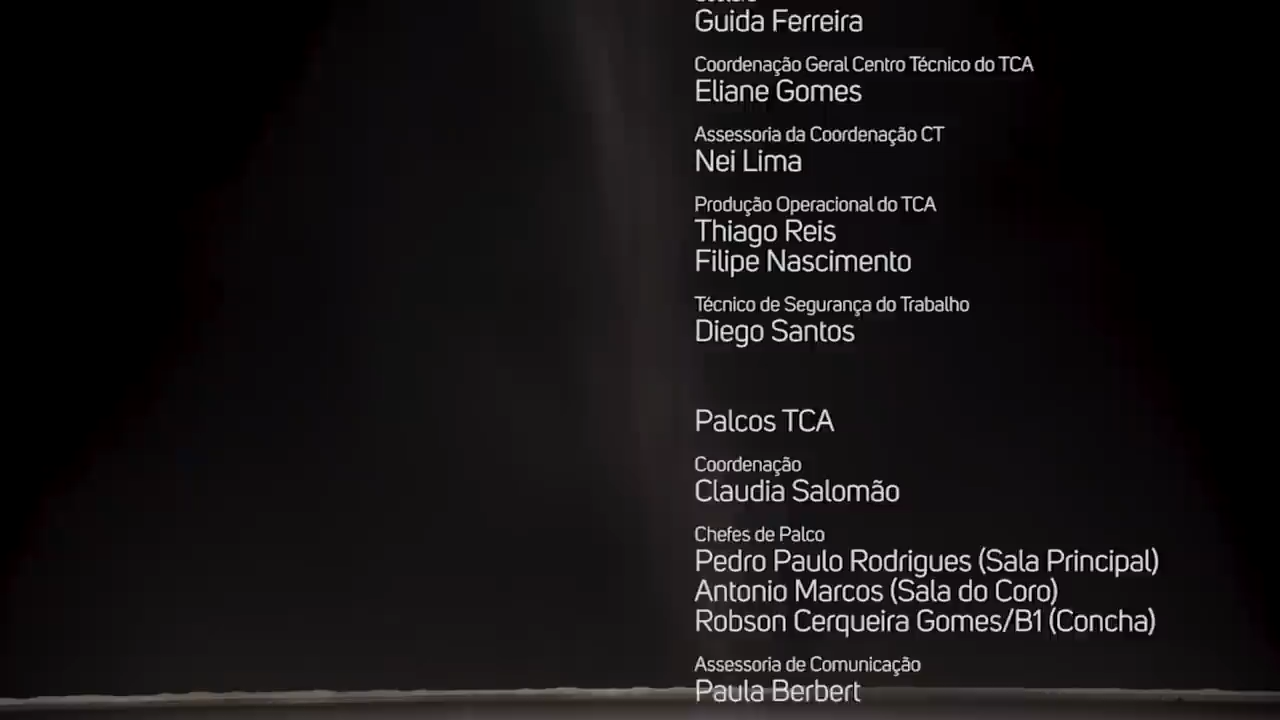 Guida Ferreira
Coordenação Geral Centro Técnico do TCA
Eliane Gomes
Assessoria da Coordenação CT
Nei Lima
Produção Operacional do TCA
Thiago Reis
Filipe Nascimento
Técnico de Segurança do Trabalho
Diego Santos
Palcos TCA
Coordenação
Claudia Salomão
Chefes de Palco
Pedro Paulo Rodrigues (Sala Principal)
Antonio Marcos (Sala do Coro)
Robson Cerqueira Gomes/B1 (Concha)
Assessoria de Comunicação
Paula Berbert